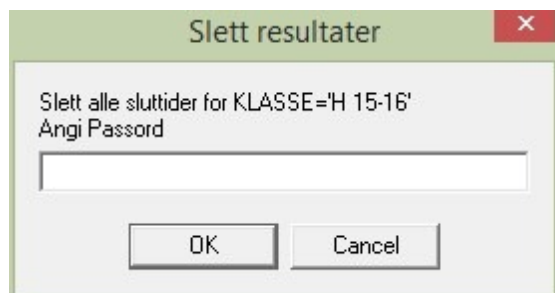 Slett resultater
Slett alle sluttider for KLASSE='H 15-16'
Angi Passord
OK
Cancel